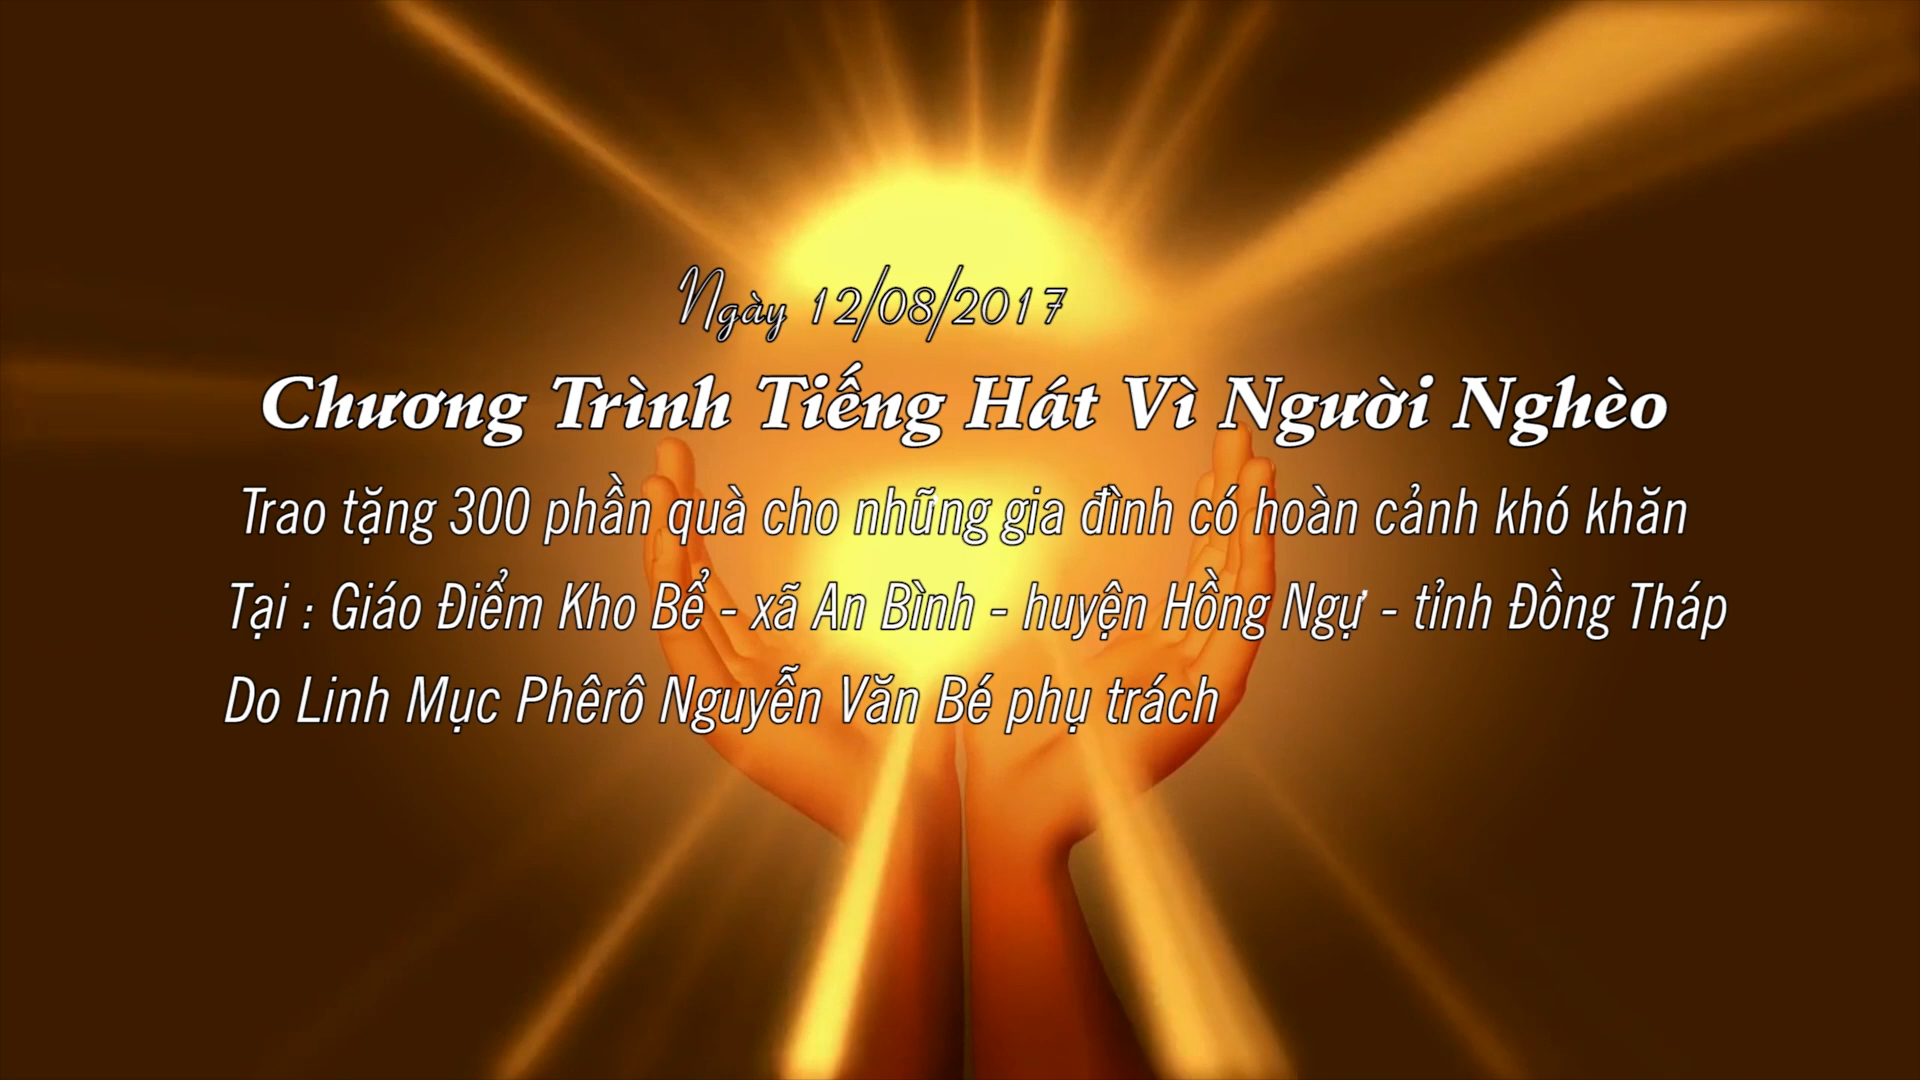 Ngày 12/08/2017
Chương Trình Tiếng Hát Vì Người Nghèo
Trao tặng 300 phần quà cho những gia đình có hoàn cảnh khó khăn
Tại : Giáo Điểm Kho Bể - xã An Bình - huyện Hồng Ngự - tỉnh Đồng Tháp
Do Linh Mục Phêrô Nguyễn Văn Bé phụ trách